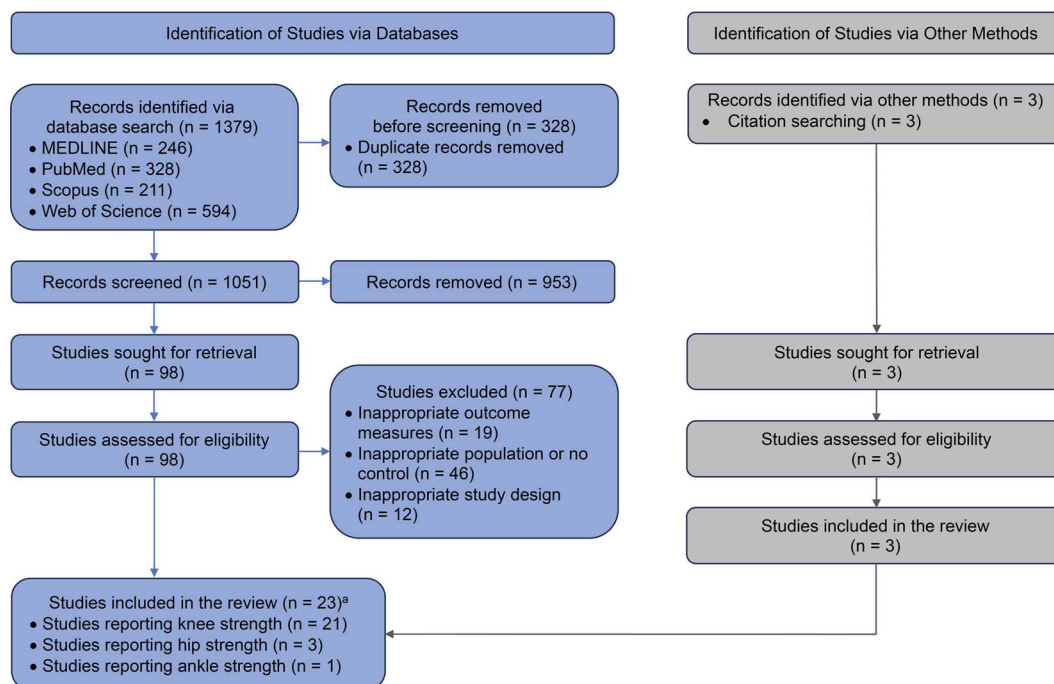 Identification of Studies via Databases
Identification of Studies via Other Methods
Records identified via
database search (n = 1379)
• MEDLINE (n = 246)
• PubMed (n = 328)
• Scopus (n = 211)
• Web of Science (n = 594)
Records removed
before screening (n = 328)
• Duplicate records removed
(n = 328)
Records identified via other methods (n = 3)
• Citation searching (n = 3)
Records screened (n = 1051)
Records removed (n = 953)
Studies sought for retrieval
(n = 98)
Studies sought for retrieval
(n = 3)
Studies assessed for eligibility
(n = 98)
Studies excluded (n = 77)
• Inappropriate outcome
measures (n = 19)
• Inappropriate population or no
control (n = 46)
• Inappropriate study design
(n = 12)
Studies assessed for eligibility
(n = 3)
Studies included in the review
(n = 3)
Studies included in the review (n = 23)ᵃ
• Studies reporting knee strength (n = 21)
• Studies reporting hip strength (n = 3)
• Studies reporting ankle strength (n = 1)